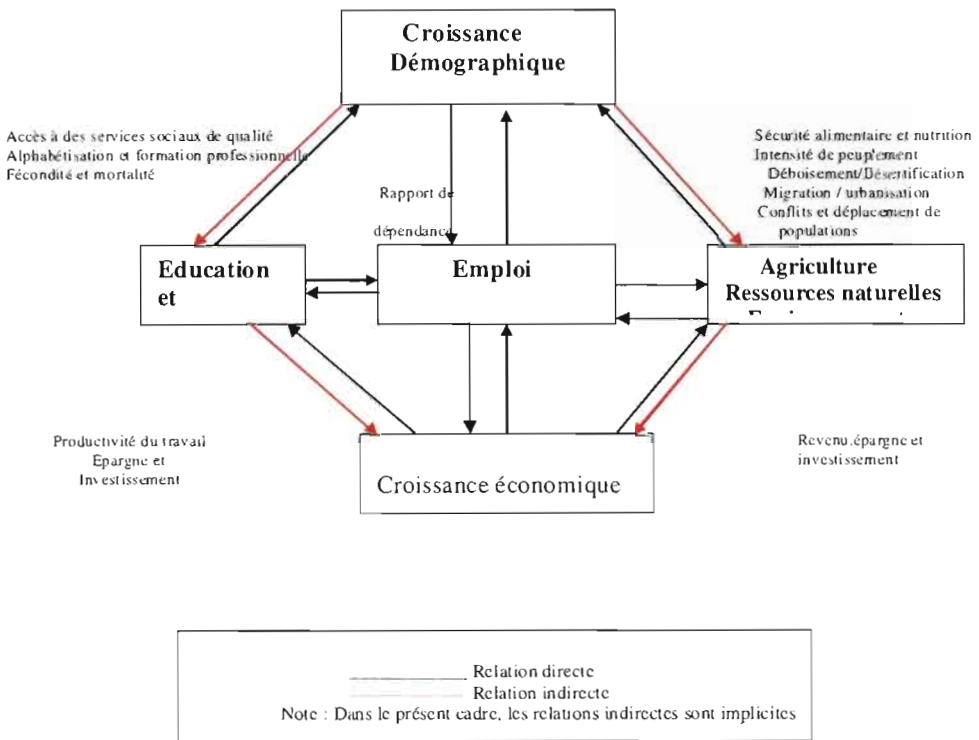 Croissance
Démographique
Accès à des services sociaux de qualité
Alphabétisation et formation professionnelle
Fécondité et mortalité
Sécurité alimentaire et nutrition
Intensité de peuplement
Déboisement/Désertification
Migration / urbanisation
Conflits et déplacement de
populations
Rapport de
dépendance
Education
et
Emploi
Agriculture
Ressources naturelles
Productivité du travail
Epargne et
Investissement
Revenu, épargne et
investissement
Croissance économique
Relation directe
Relation indirecte
Note : Dans le présent cadre, les relations indirectes sont implicites